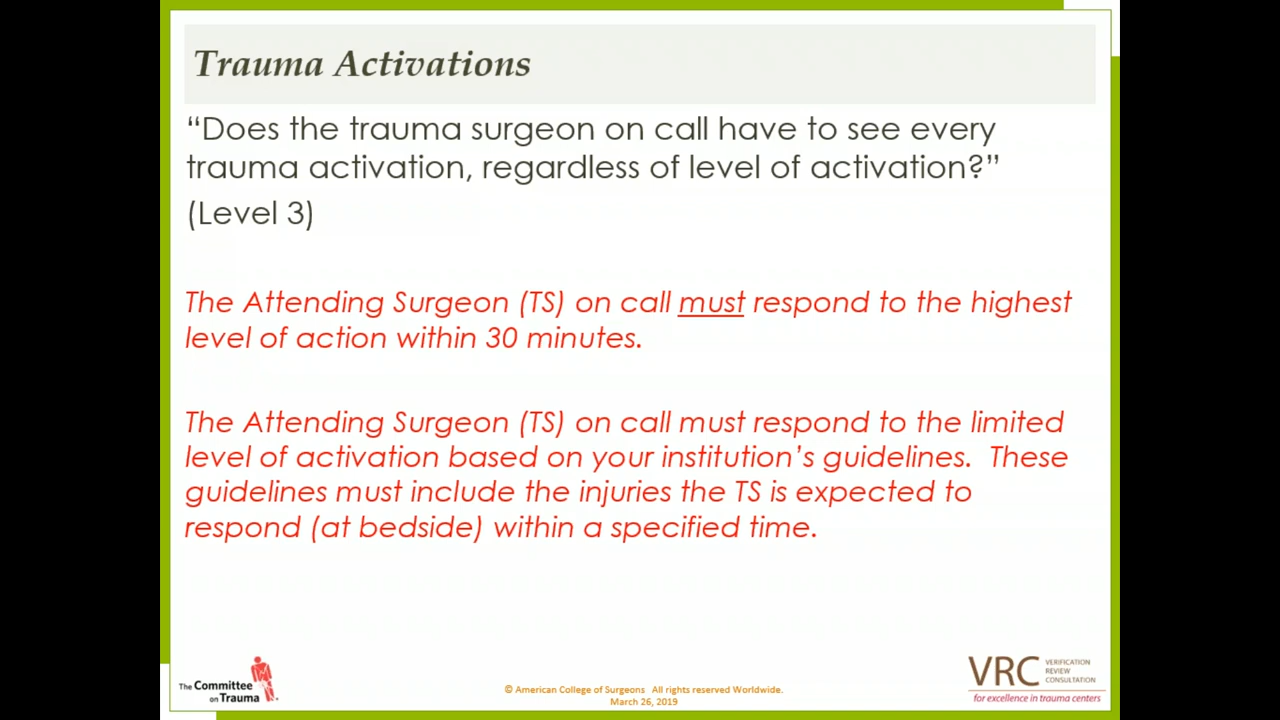 Trauma Activations
“Does the trauma surgeon on call have to see every
trauma activation, regardless of level of activation?”
(Level 3)
The Attending Surgeon (TS) on call must respond to the highest
level of action within 30 minutes.
The Attending Surgeon (TS) on call must respond to the limited
level of activation based on your institution’s guidelines.  These
guidelines must include the injuries the TS is expected to
respond (at bedside) within a specified time.
The Committee
on Trauma
© American College of Surgeons   All rights reserved Worldwide.
March 26, 2019
VRC
VERIFICATION
REVIEW
CONSULTATION
for excellence in trauma centers